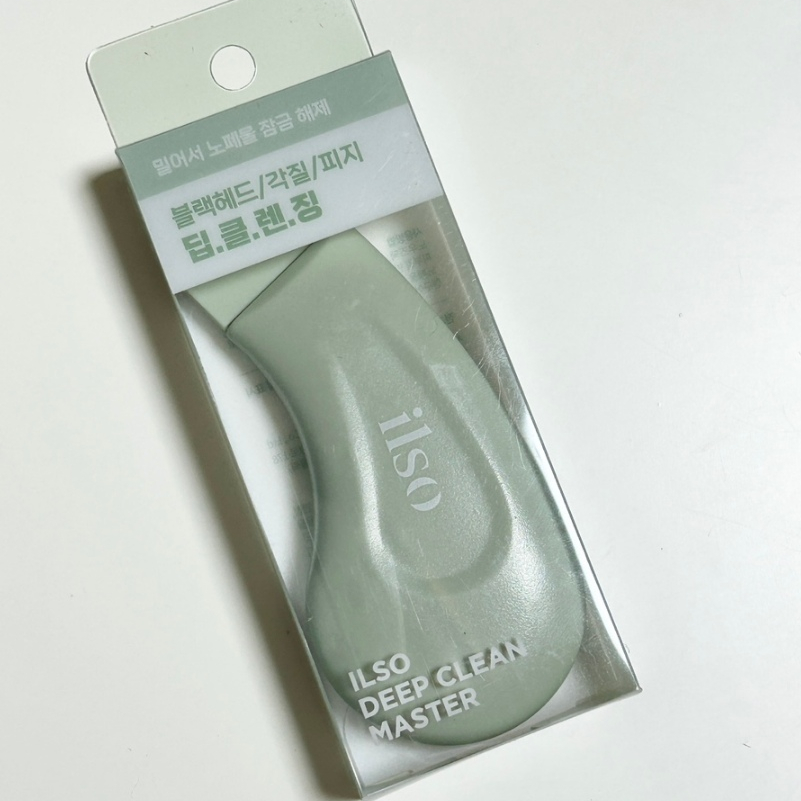 밀어서 노폐물 잠금 해제
블랙헤드/각질/피지
딥.클.렌.징
ilso
ILSO
DEEP CLEAN
MASTER